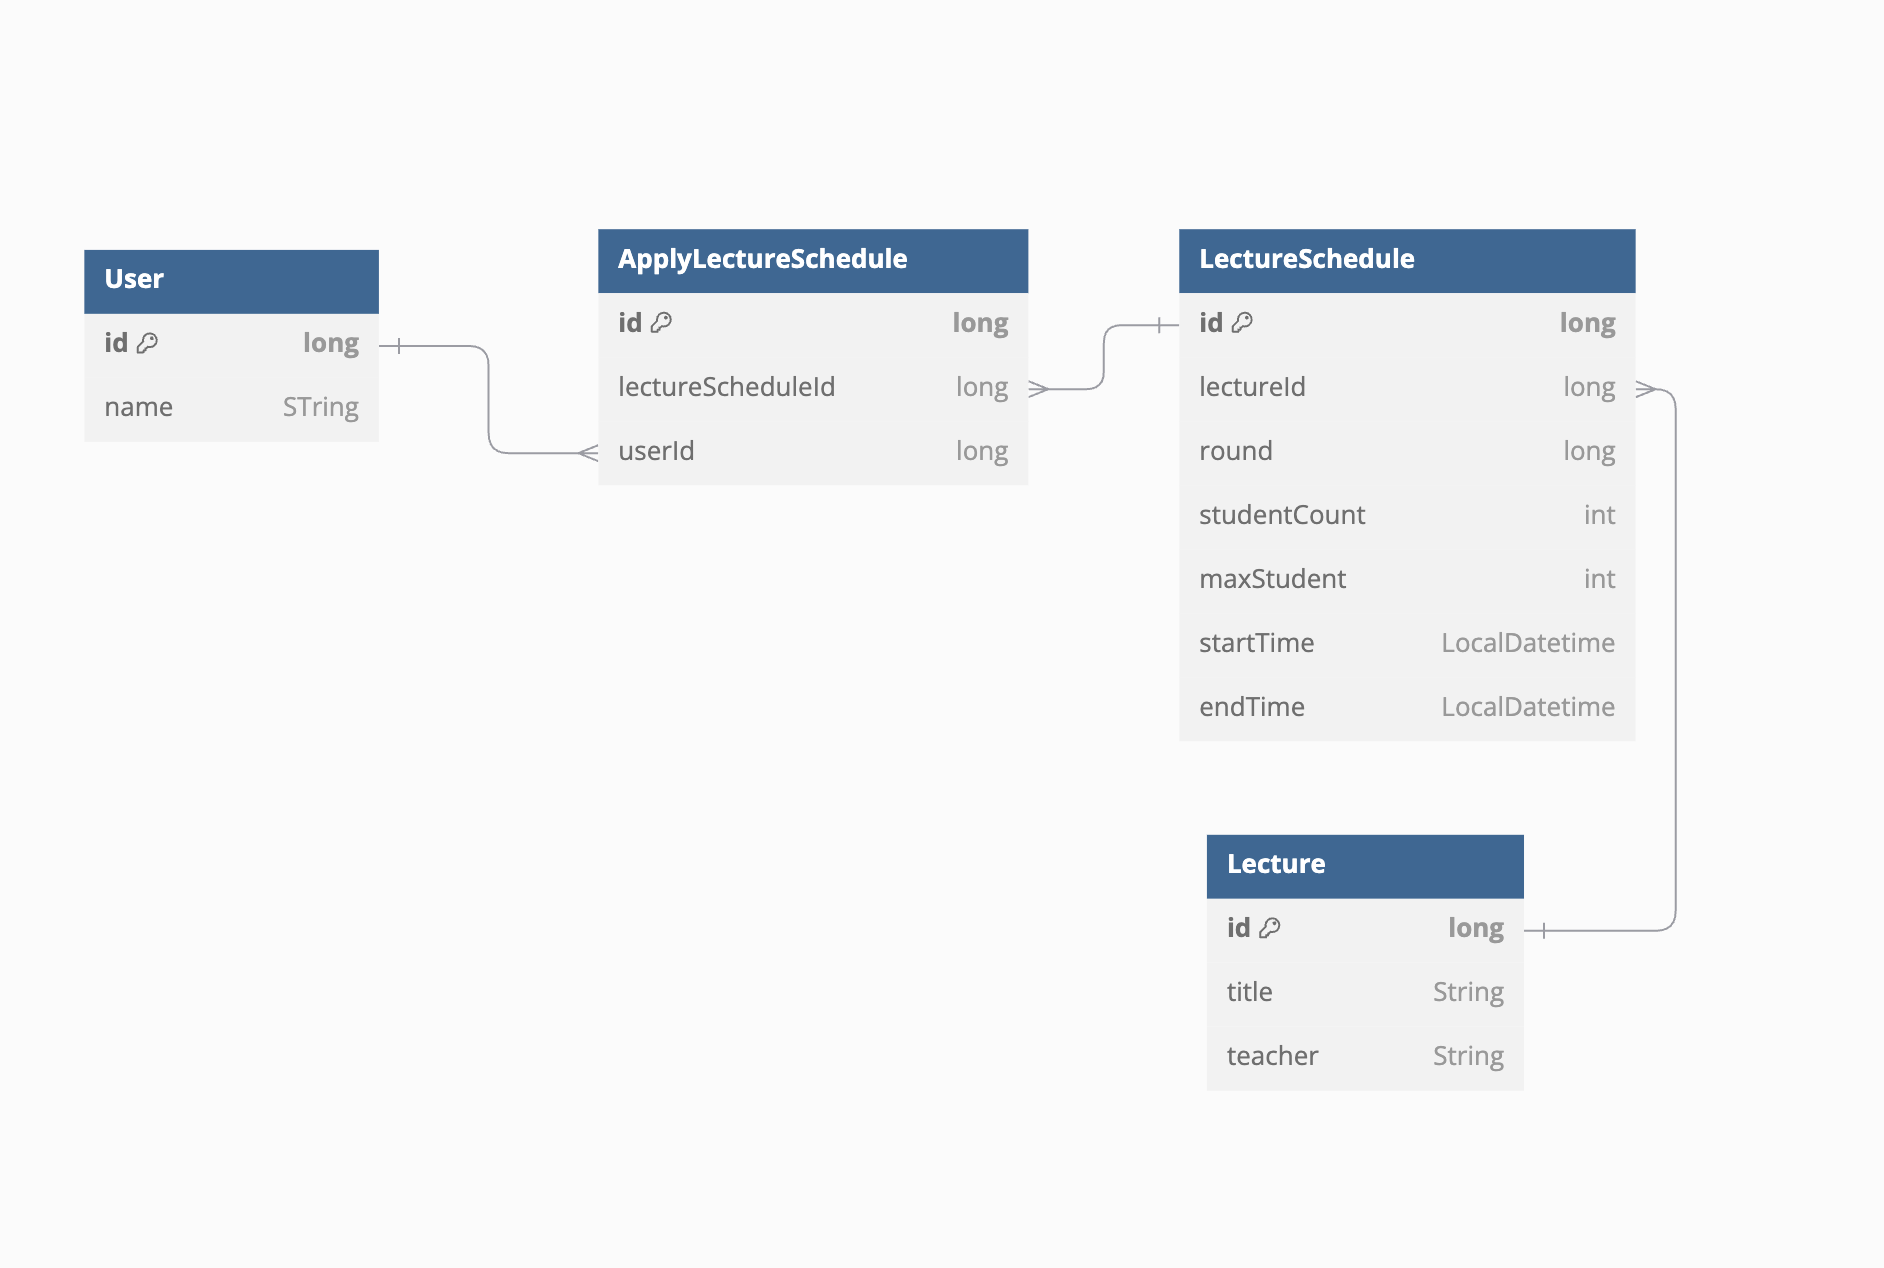 User
id long
name STring
ApplyLectureSchedule
id long
lectureScheduleId long
userId long
LectureSchedule
id long
lectureId long
round long
studentCount int
maxStudent int
startTime LocalDatetime
endTime LocalDatetime
Lecture
id long
title String
teacher String